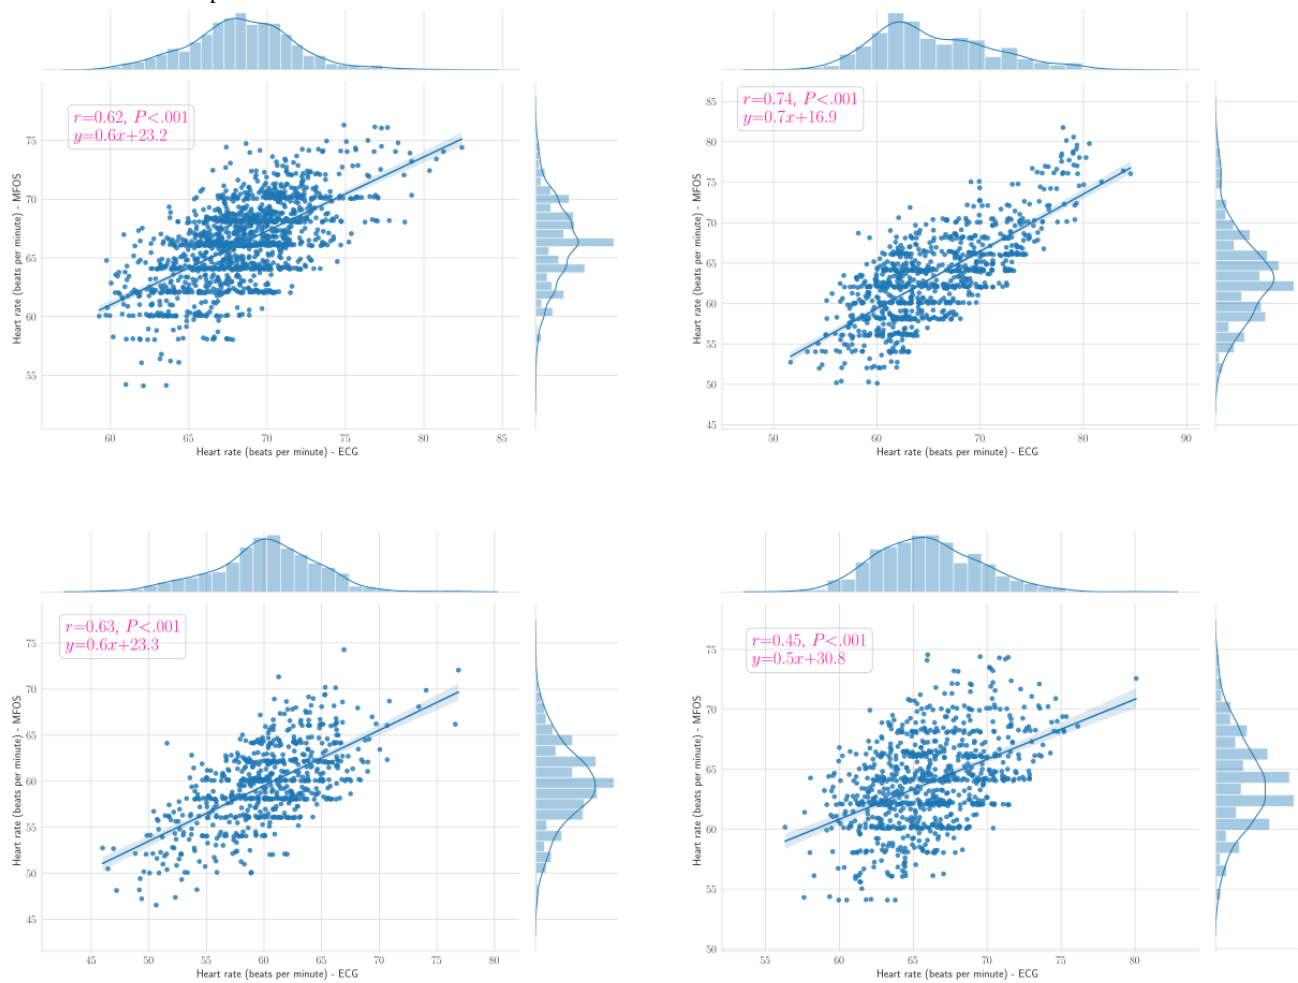 r=0.62, P<.001
y=0.6x+23.2
Heart rate (beats per minute) - MFOS
75
70
65
60
55
60 65 70 75 80 85
Heart rate (beats per minute) - ECG
r=0.74, P<.001
y=0.7x+16.9
Heart rate (beats per minute) - MFOS
85
80
75
70
65
60
55
50
45
50 60 70 80 90
Heart rate (beats per minute) - ECG
r=0.63, P<.001
y=0.6x+23.3
Heart rate (beats per minute) - MFOS
75
70
65
60
55
50
45
45 50 55 60 65 70 75 80
Heart rate (beats per minute) - ECG
r=0.45, P<.001
y=0.5x+30.8
Heart rate (beats per minute) - MFOS
75
70
65
60
55
50
55 60 65 70 75 80
Heart rate (beats per minute) - ECG